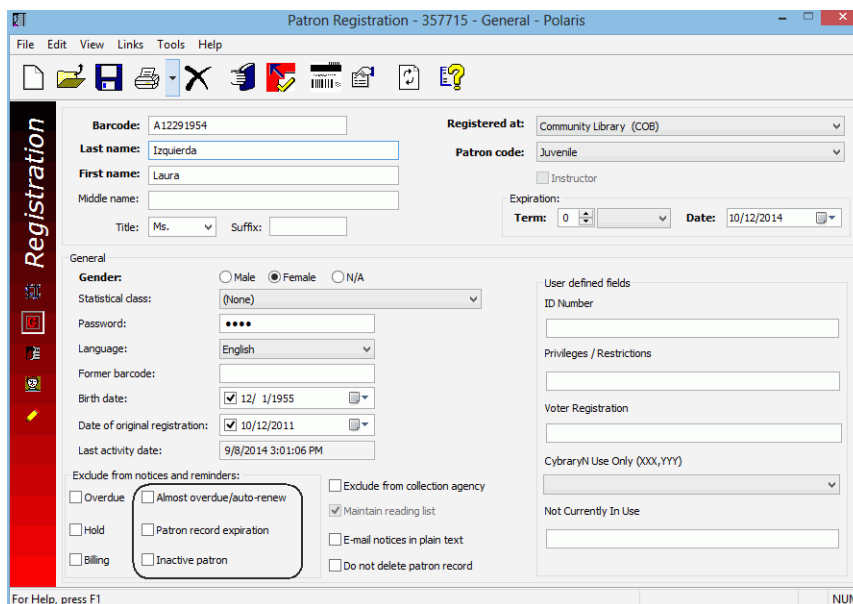 Patron Registration - 357715 - General - Polaris
File Edit View Links Tools Help
Registration
Barcode: A12291954
Registered at: Community Library (COB)
Last name: Izquierda
Patron code: Juvenile
First name: Laura
Instructor
Middle name:
Expiration:
Term: 0 Date: 10/12/2014
Title: Ms. Suffix:
General
Gender: Male Female N/A
Statistical class: (None)
Password: ••••
Language: English
Former barcode:
Birth date: 12/ 1/1955
Date of original registration: 10/12/2011
Last activity date: 9/8/2014 3:01:06 PM
User defined fields
ID Number
Privileges / Restrictions
Voter Registration
CybraryN Use Only (XXX,YYY)
Not Currently In Use
Exclude from notices and reminders:
Overdue Almost overdue/auto-renew
Hold Patron record expiration
Billing Inactive patron
Exclude from collection agency
Maintain reading list
E-mail notices in plain text
Do not delete patron record
For Help, press F1
NUM